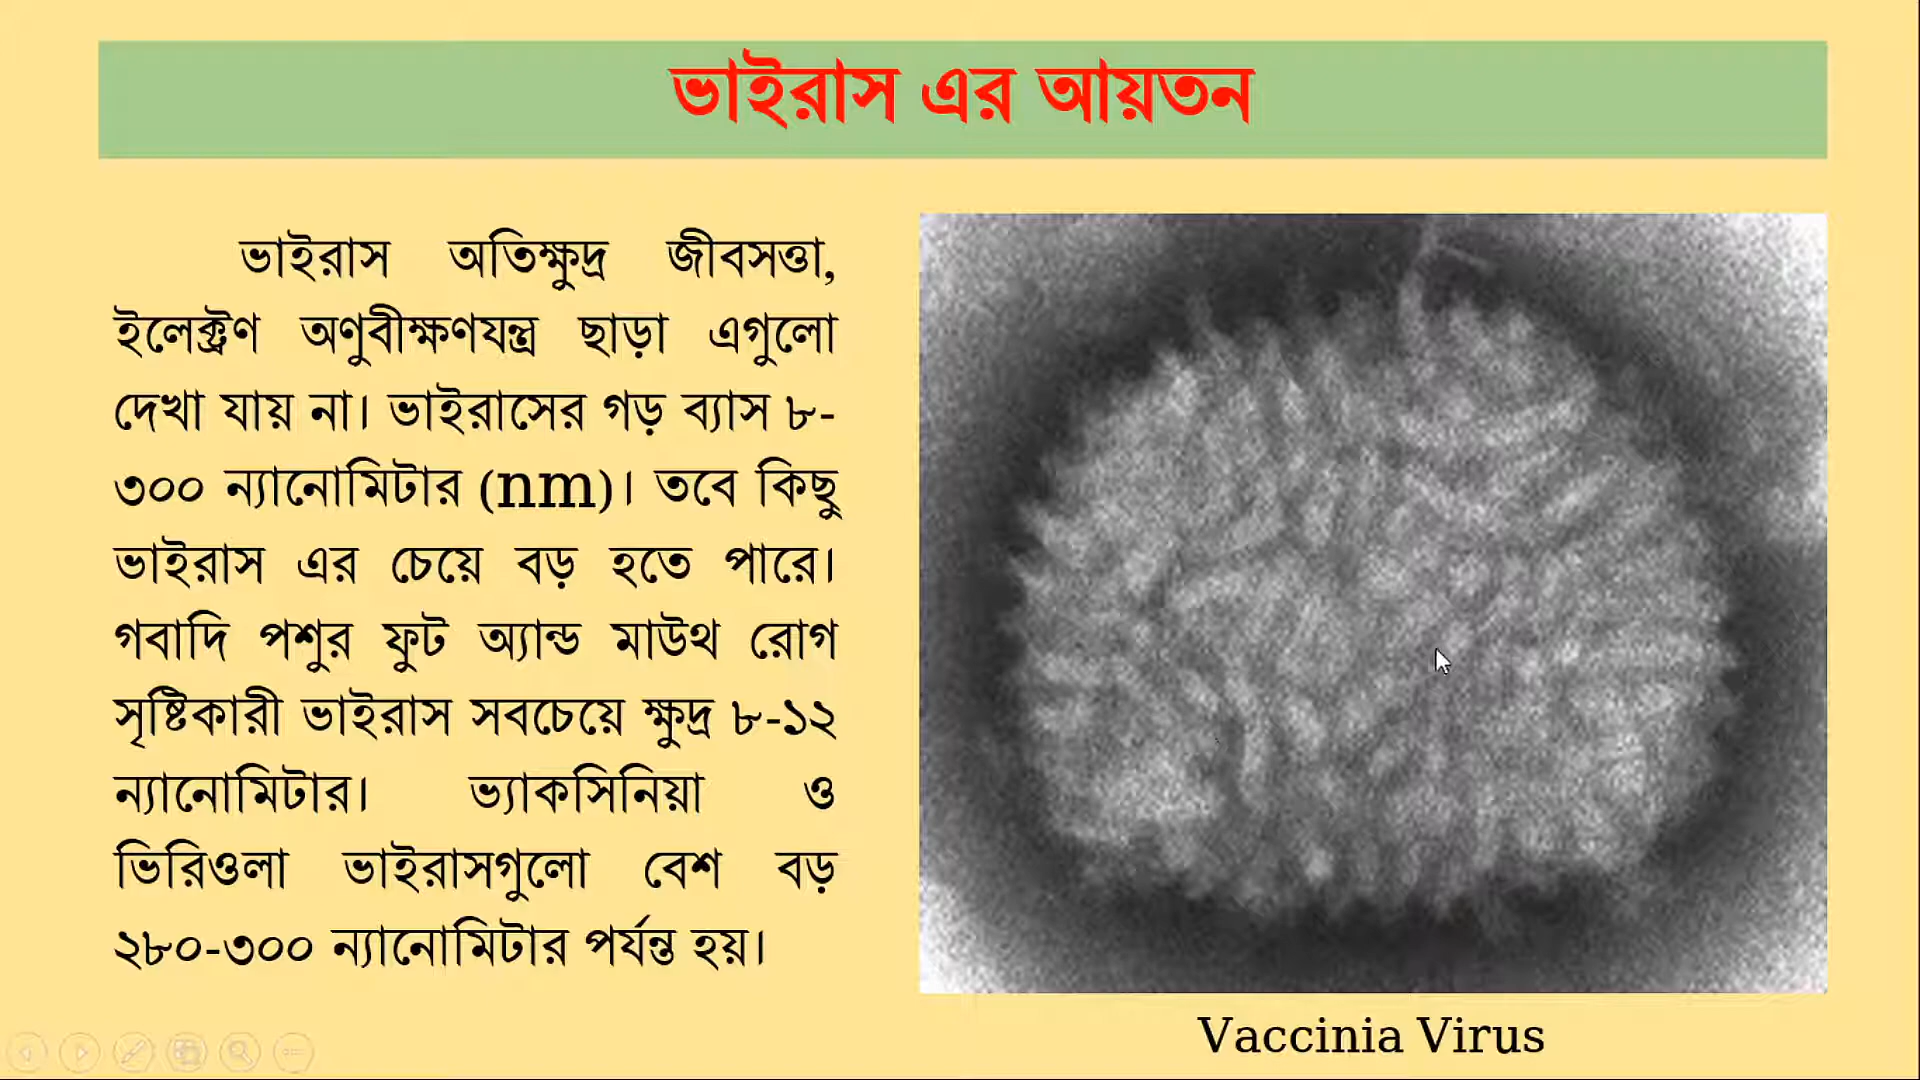 ভাইরাস এর আয়তন
ভাইরাস অতিক্ষুদ্র জীবসত্তা,
ইলেক্ট্রণ অণুবীক্ষণযন্ত্র ছাড়া এগুলো
দেখা যায় না। ভাইরাসের গড় ব্যাস ৮-
৩০০ ন্যানোমিটার (nm)। তবে কিছু
ভাইরাস এর চেয়ে বড় হতে পারে।
গবাদি পশুর ফুট অ্যান্ড মাউথ রোগ
সৃষ্টিকারী ভাইরাস সবচেয়ে ক্ষুদ্র ৮-১২
ন্যানোমিটার। ভ্যাকসিনিয়া ও
ভিরিওলা ভাইরাসগুলো বেশ বড়
২৮০-৩০০ ন্যানোমিটার পর্যন্ত হয়।
Vaccinia Virus